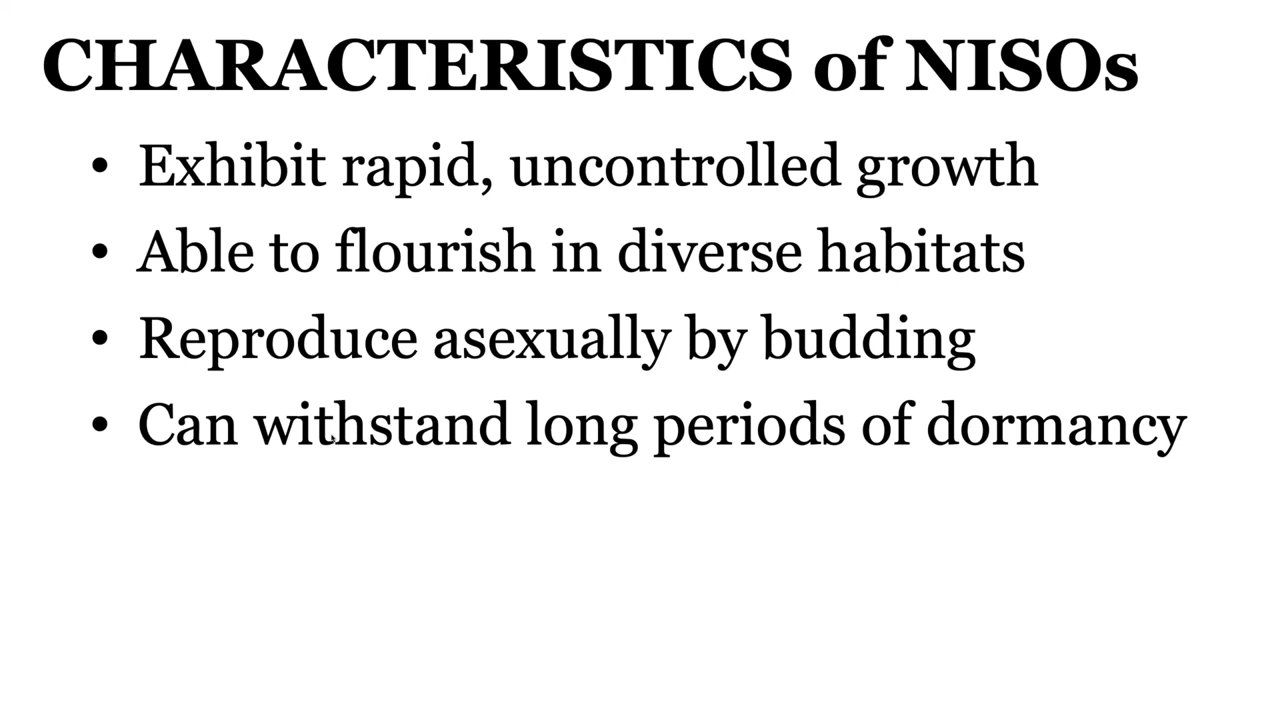 CHARACTERISTICS of NISOs
• Exhibit rapid, uncontrolled growth
• Able to flourish in diverse habitats
• Reproduce asexually by budding
• Can withstand long periods of dormancy